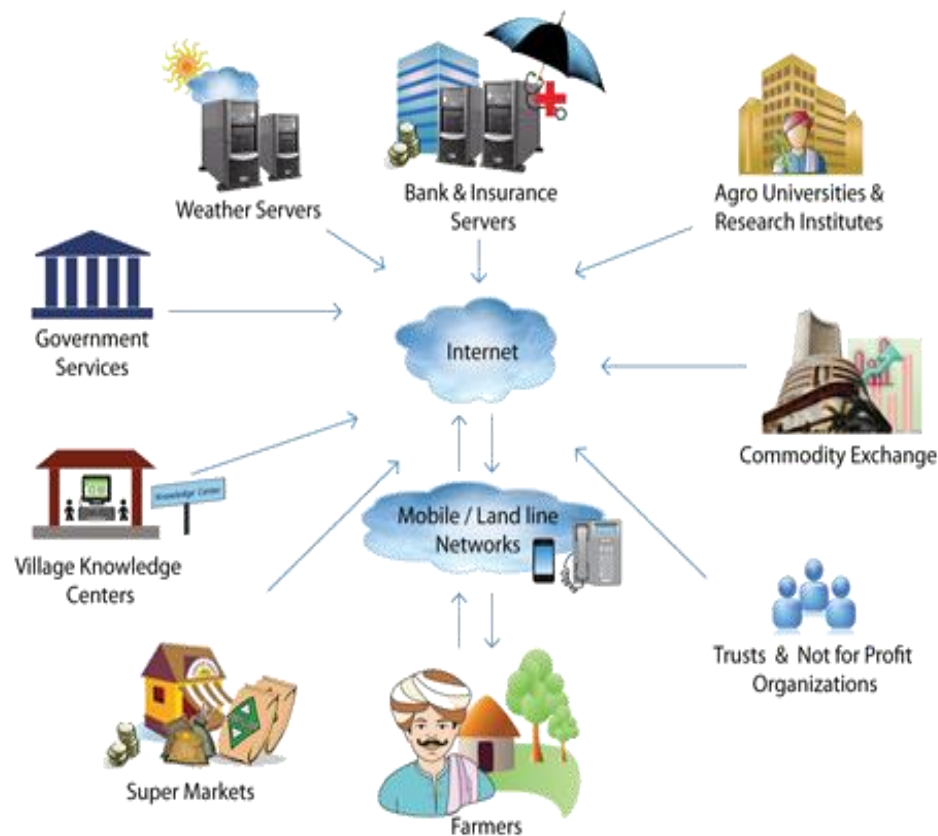 Weather Servers
Bank & Insurance
Servers
Agro Universities &
Research Institutes
Government
Services
Internet
Commodity Exchange
Knowledge Center
Village Knowledge
Centers
Mobile / Land line
Networks
Trusts & Not for Profit
Organizations
Super Markets
Farmers